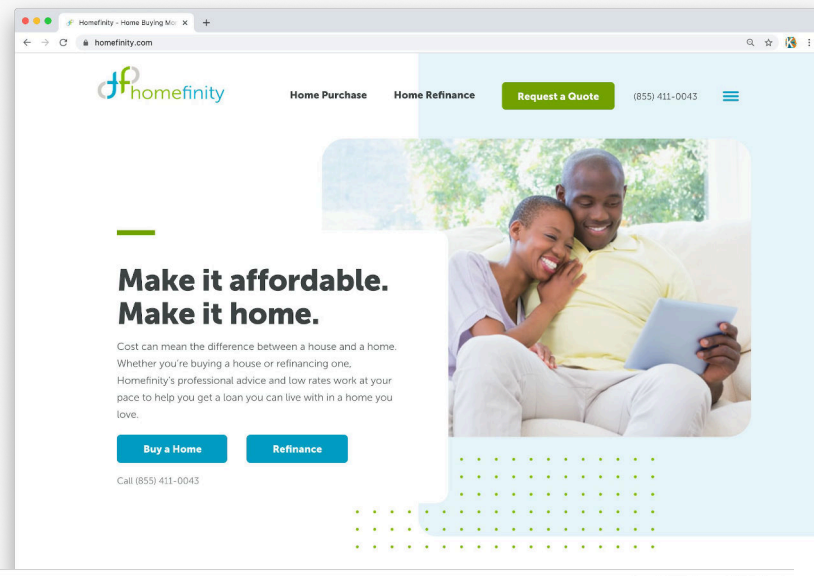 Homefinity - Home Buying Mo
homefinity.com
homefinity
Home Purchase
Home Refinance
Request a Quote
(855) 411-0043
Make it affordable.
Make it home.
Cost can mean the difference between a house and a home.
Whether you're buying a house or refinancing one,
Homefinity's professional advice and low rates work at your
pace to help you get a loan you can live with in a home you
love.
Buy a Home
Refinance
Call (855) 411-0043